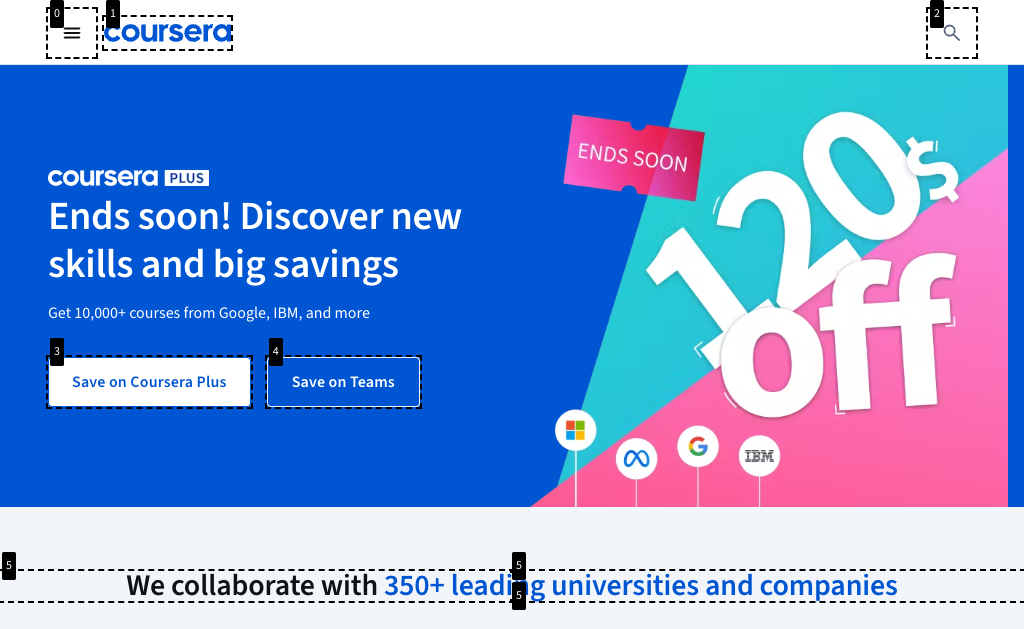 0
1
2
coursera
coursera PLUS
Ends soon! Discover new
skills and big savings
Get 10,000+ courses from Google, IBM, and more
3
4
Save on Coursera Plus
Save on Teams
ENDS SOON
120$
off
G
IBM
5
5
We collaborate with 350+ leading universities and companies
5